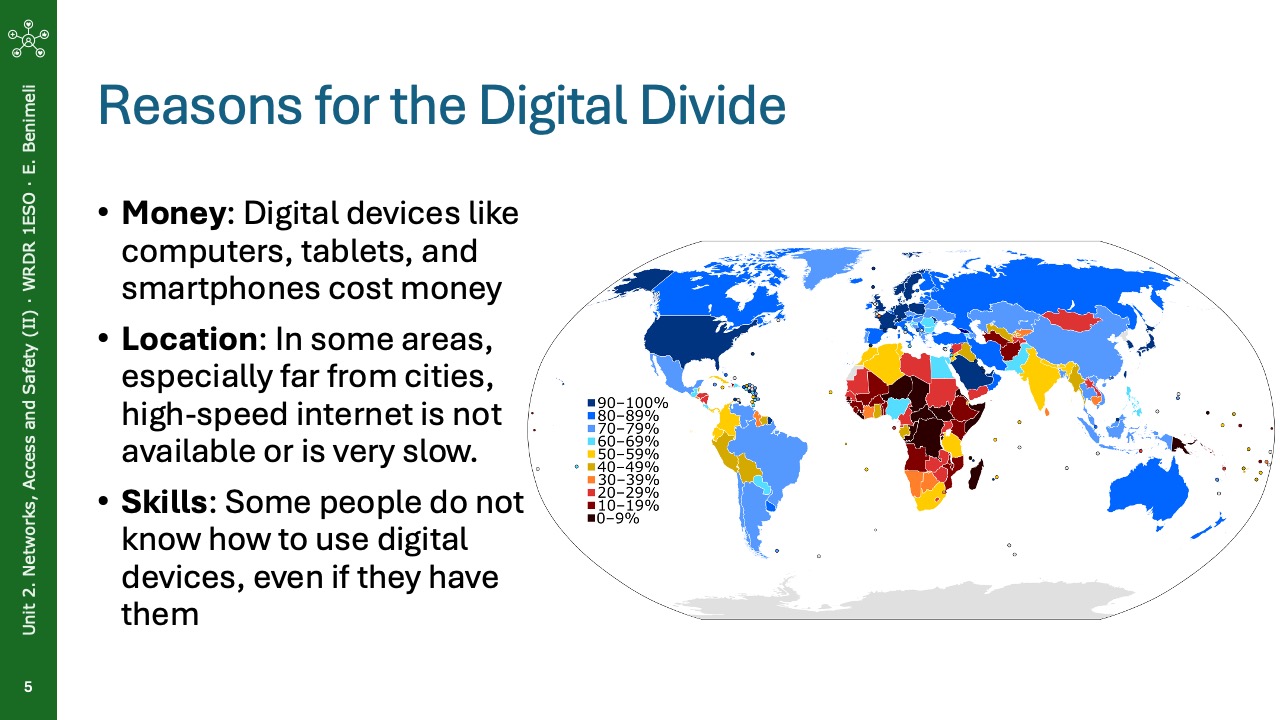 Unit 2. Networks, Access and Safety (II) · WRDR 1ESO · E. Benimeli
5
Reasons for the Digital Divide
• Money: Digital devices like
computers, tablets, and
smartphones cost money
• Location: In some areas,
especially far from cities,
high-speed internet is not
available or is very slow.
• Skills: Some people do not
know how to use digital
devices, even if they have
them
90–100%
80–89%
70–79%
60–69%
50–59%
40–49%
30–39%
20–29%
10–19%
0–9%